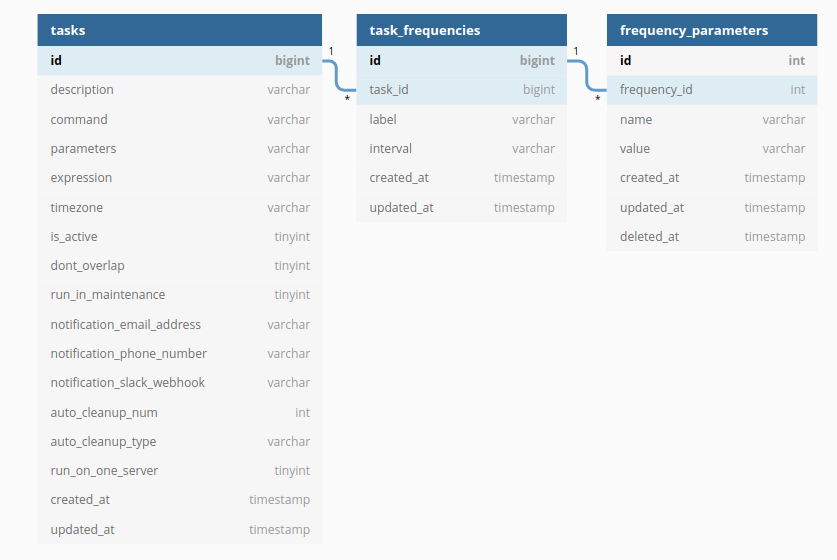 tasks
id bigint
description varchar
command varchar
parameters varchar
expression varchar
timezone varchar
is_active tinyint
dont_overlap tinyint
run_in_maintenance tinyint
notification_email_address varchar
notification_phone_number varchar
notification_slack_webhook varchar
auto_cleanup_num int
auto_cleanup_type varchar
run_on_one_server tinyint
created_at timestamp
updated_at timestamp
1
*
task_frequencies
id bigint
task_id bigint
label varchar
interval varchar
created_at timestamp
updated_at timestamp
1
*
frequency_parameters
id int
frequency_id int
name varchar
value varchar
created_at timestamp
updated_at timestamp
deleted_at timestamp